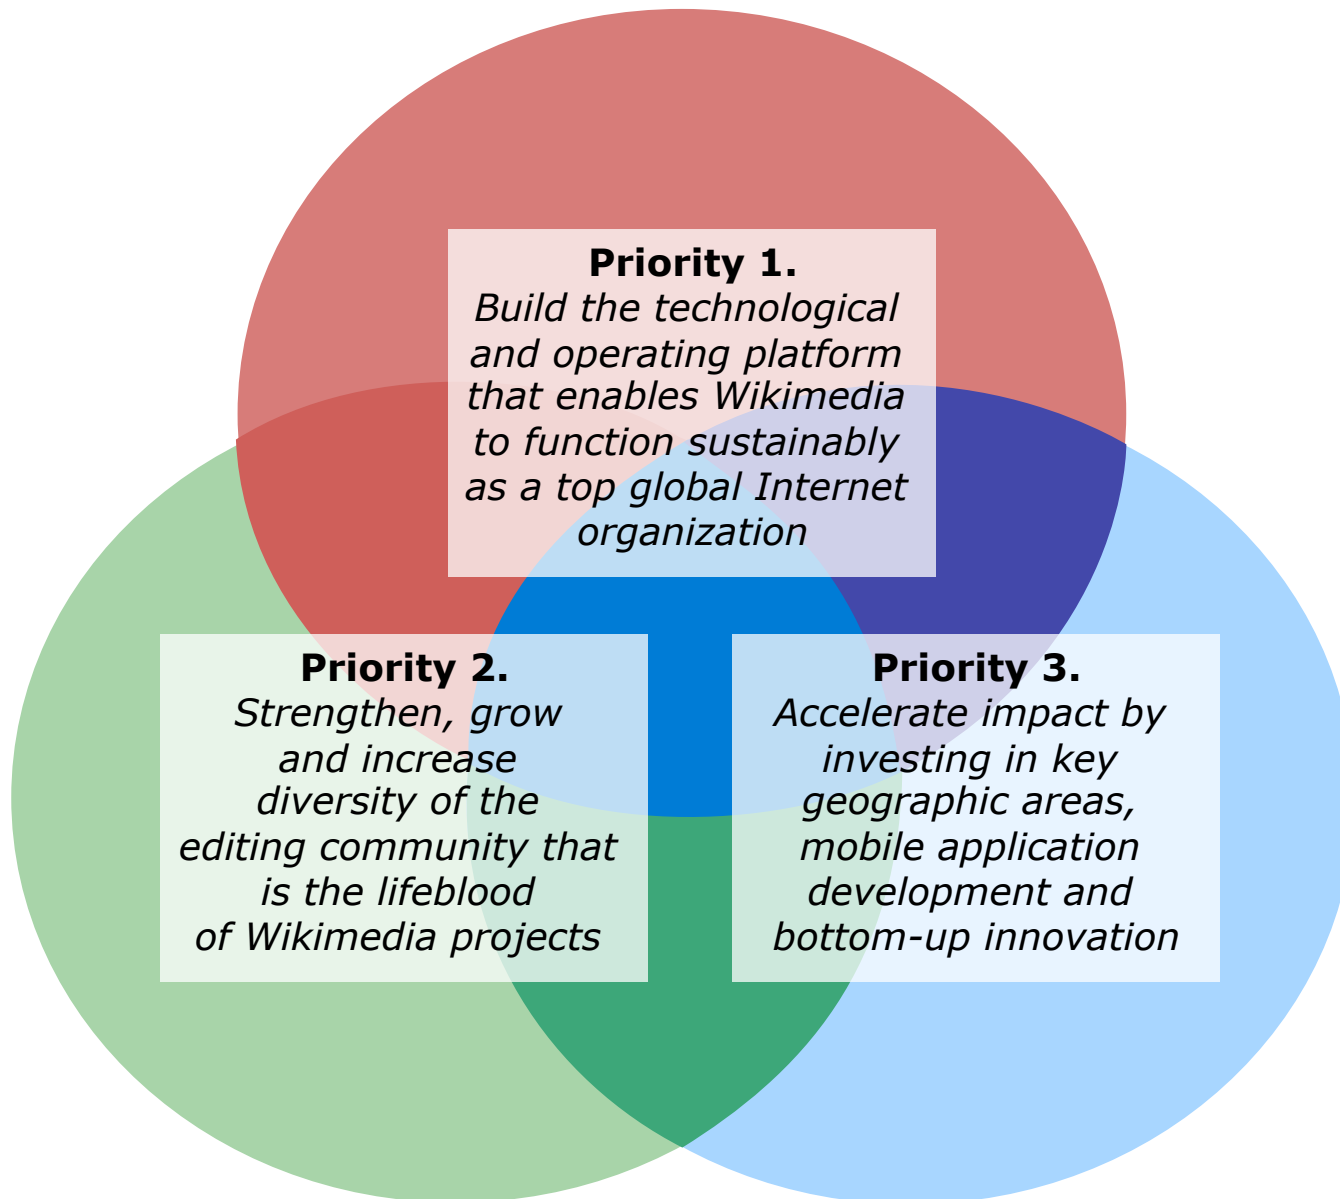 Priority 1.
Build the technological
and operating platform
that enables Wikimedia
to function sustainably
as a top global Internet
organization
Priority 2.
Strengthen, grow
and increase
diversity of the
editing community that
is the lifeblood
of Wikimedia projects
Priority 3.
Accelerate impact by
investing in key
geographic areas,
mobile application
development and
bottom-up innovation